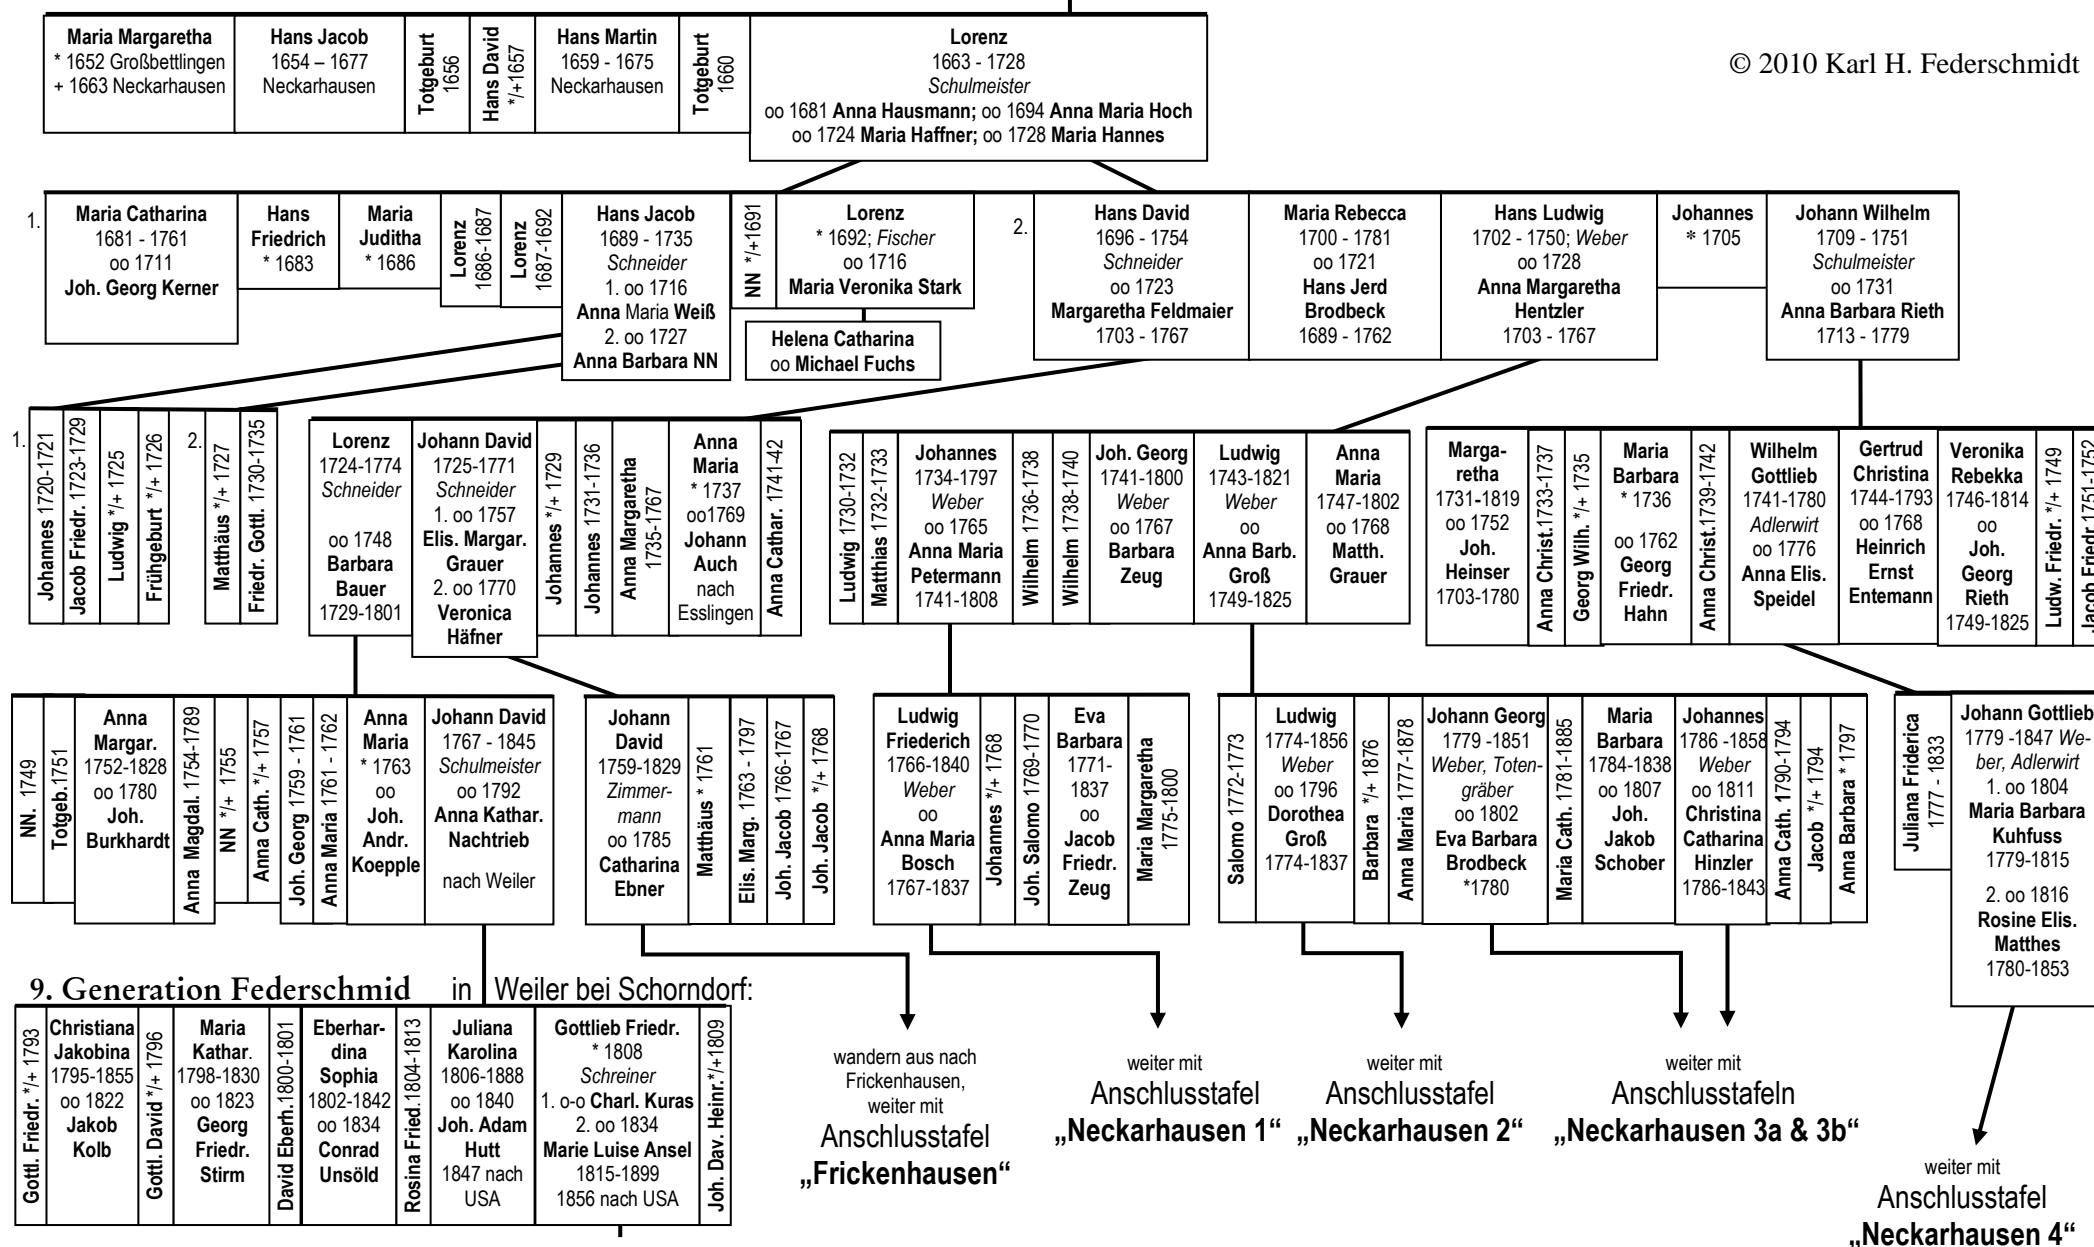 Maria Margaretha
* 1652 Großbettlingen
+ 1663 Neckarhausen
Hans Jacob
1654 – 1677
Neckarhausen
Totgeburt
1656
Hans David
*/+1657
Hans Martin
1659 - 1675
Neckarhausen
Totgeburt
1660
Lorenz
1663 - 1728
Schulmeister
oo 1681 Anna Hausmann; oo 1694 Anna Maria Hoch
oo 1724 Maria Haffner; oo 1728 Maria Hannes
© 2010 Karl H. Federschmidt
1.
Maria Catharina
1681 - 1761
oo 1711
Joh. Georg Kerner
Hans
Friedrich
* 1683
Maria
Juditha
* 1686
Lorenz
1686-1687
Lorenz
1687-1692
Hans Jacob
1689 - 1735
Schneider
1. oo 1716
Anna Maria Weiß
2. oo 1727
Anna Barbara NN
NN */+1691
Lorenz
* 1692; Fischer
oo 1716
Maria Veronika Stark
Helena Catharina
oo Michael Fuchs
2.
Hans David
1696 - 1754
Schneider
oo 1723
Margaretha Feldmaier
1703 - 1767
Maria Rebecca
1700 - 1781
oo 1721
Hans Jerd
Brodbeck
1689 - 1762
Hans Ludwig
1702 - 1750; Weber
oo 1728
Anna Margaretha
Hentzler
1703 - 1767
Johannes
* 1705
Johann Wilhelm
1709 - 1751
Schulmeister
oo 1731
Anna Barbara Rieth
1713 - 1779
1.
Johannes 1720-1721
Jacob Friedr. 1723-1729
Ludwig */+ 1725
Frühgeburt */+ 1726
2.
Matthäus */+ 1727
Friedr. Gottl. 1730-1735
Lorenz
1724-1774
Schneider
oo 1748
Barbara
Bauer
1729-1801
Johann David
1725-1771
Schneider
1. oo 1757
Elis. Margar.
Grauer
2. oo 1770
Veronica
Häfner
Johannes */+ 1729
Johannes 1731-1736
Anna Margaretha
1735-1767
Anna
Maria
* 1737
oo1769
Johann
Auch
nach
Esslingen
Anna Cathar. 1741-42
Ludwig 1730-1732
Matthias 1732-1733
Johannes
1734-1797
Weber
oo 1765
Anna Maria
Petermann
1741-1808
Wilhelm 1736-1738
Wilhelm 1738-1740
Joh. Georg
1741-1800
Weber
oo 1767
Barbara
Zeug
Ludwig
1743-1821
Weber
oo
Anna Barb.
Groß
1749-1825
Anna
Maria
1747-1802
oo 1768
Matth.
Grauer
Marga-
retha
1731-1819
oo 1752
Joh.
Heinser
1703-1780
Anna Christ.1733-1737
Georg Wilh. */+ 1735
Maria
Barbara
* 1736
oo 1762
Georg
Friedr.
Hahn
Anna Christ.1739-1742
Wilhelm
Gottlieb
1741-1780
Adlerwirt
oo 1776
Anna Elis.
Speidel
Gertrud
Christina
1744-1793
oo 1768
Heinrich
Ernst
Entemann
Veronika
Rebekka
1746-1814
oo
Joh.
Georg
Rieth
1749-1825
Ludw. Friedr. */+ 1749
Jacob Friedr.1751-1752
NN. 1749
Totgeb.1751
Anna
Margar.
1752-1828
oo 1780
Joh.
Burkhardt
Anna Magdal. 1754-1789
NN */+ 1755
Anna Cath. */+ 1757
Joh. Georg 1759 - 1761
Anna Maria 1761 - 1762
Anna
Maria
* 1763
oo
Joh.
Andr.
Koepple
Johann David
1767 - 1845
Schulmeister
oo 1792
Anna Kathar.
Nachtrieb
nach Weiler
Johann
David
1759-1829
Zimmer-
mann
oo 1785
Catharina
Ebner
Matthäus * 1761
Elis. Marg. 1763 - 1797
Joh. Jacob 1766-1767
Joh. Jacob */+ 1768
Ludwig
Friederich
1766-1840
Weber
oo
Anna Maria
Bosch
1767-1837
Johannes */+ 1768
Joh. Salomo 1769-1770
Eva
Barbara
1771-
1837
oo
Jacob
Friedr.
Zeug
Maria Margaretha
1775-1800
Salomo 1772-1773
Ludwig
1774-1856
Weber
oo 1796
Dorothea
Groß
1774-1837
Barbara */+ 1876
Anna Maria 1777-1878
Johann Georg
1779 -1851
Weber, Toten-
gräber
oo 1802
Eva Barbara
Brodbeck
*1780
Maria Cath. 1781-1885
Maria
Barbara
1784-1838
oo 1807
Joh.
Jakob
Schober
Johannes
1786 -1858
Weber
oo 1811
Christina
Catharina
Hinzler
1786-1843
Anna Cath. 1790-1794
Jacob */+ 1794
Anna Barbara * 1797
Juliana Friderica
1777 - 1833
Johann Gottlieb
1779 -1847 We-
ber, Adlerwirt
1. oo 1804
Maria Barbara
Kuhfuss
1779-1815
2. oo 1816
Rosine Elis.
Matthes
1780-1853
9. Generation Federschmid in Weiler bei Schorndorf:
Gottl. Friedr. */+ 1793
Christiana
Jakobina
1795-1855
oo 1822
Jakob
Kolb
Gottl. David */+ 1796
Maria
Kathar.
1798-1830
oo 1823
Georg
Friedr.
Stirm
David Eberh. 1800-1801
Eberhar-
dina
Sophia
1802-1842
oo 1834
Conrad
Unsöld
Rosina Fried.1804-1813
Juliana
Karolina
1806-1888
oo 1840
Joh. Adam
Hutt
1847 nach
USA
Gottlieb Friedr.
* 1808
Schreiner
1. o-o Charl. Kuras
2. oo 1834
Marie Luise Ansel
1815-1899
1856 nach USA
Joh. Dav. Heinr.*/+1809
wandern aus nach
Frickenhausen,
weiter mit
Anschlusstafel
„Frickenhausen“
weiter mit
Anschlusstafel
„Neckarhausen 1“
weiter mit
Anschlusstafel
„Neckarhausen 2“
weiter mit
Anschlusstafeln
„Neckarhausen 3a & 3b“
weiter mit
Anschlusstafel
„Neckarhausen 4“